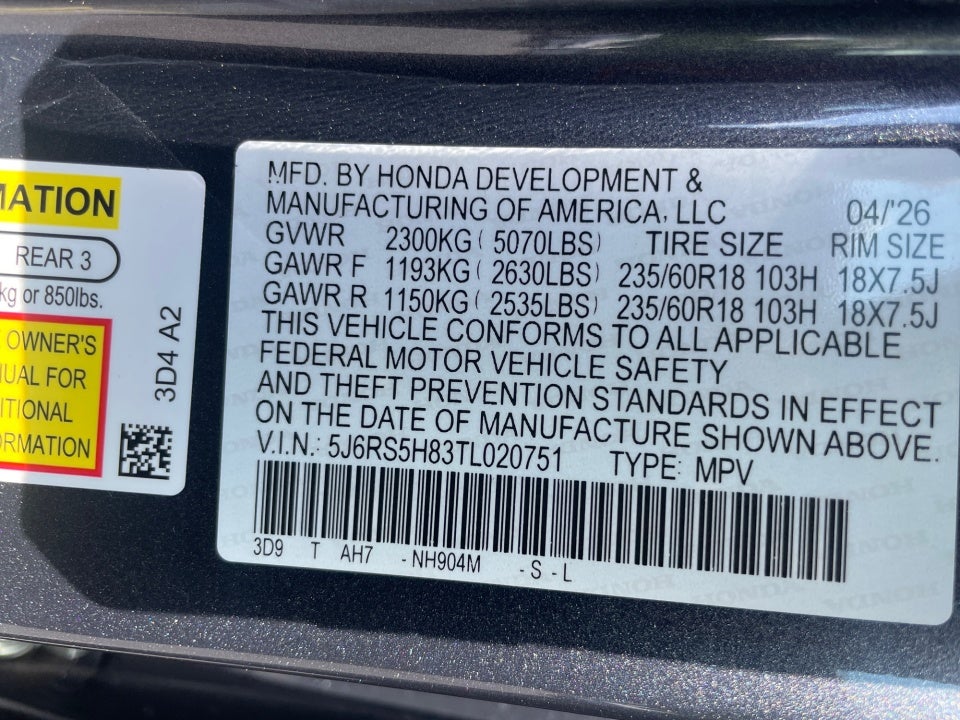 MATION
REAR 3
kg or 850lbs.
OWNER'S
FOR
3D4 A2
MFD. BY HONDA DEVELOPMENT &
MANUFACTURING OF AMERICA, LLC 04/'26
GVWR 2300KG ( 5070LBS) TIRE SIZE RIM SIZE
GAWR F 1193KG ( 2630LBS) 235/60R18 103H 18X7.5J
GAWR R 1150KG ( 2535LBS) 235/60R18 103H 18X7.5J
THIS VEHICLE CONFORMS TO ALL APPLICABLE
FEDERAL MOTOR VEHICLE SAFETY
AND THEFT PREVENTION STANDARDS IN EFFECT
ON THE DATE OF MANUFACTURE SHOWN ABOVE.
V.I.N.: 5J6RS5H83TL020751 TYPE: MPV
3D9 T AH7 -NH904M -S -L